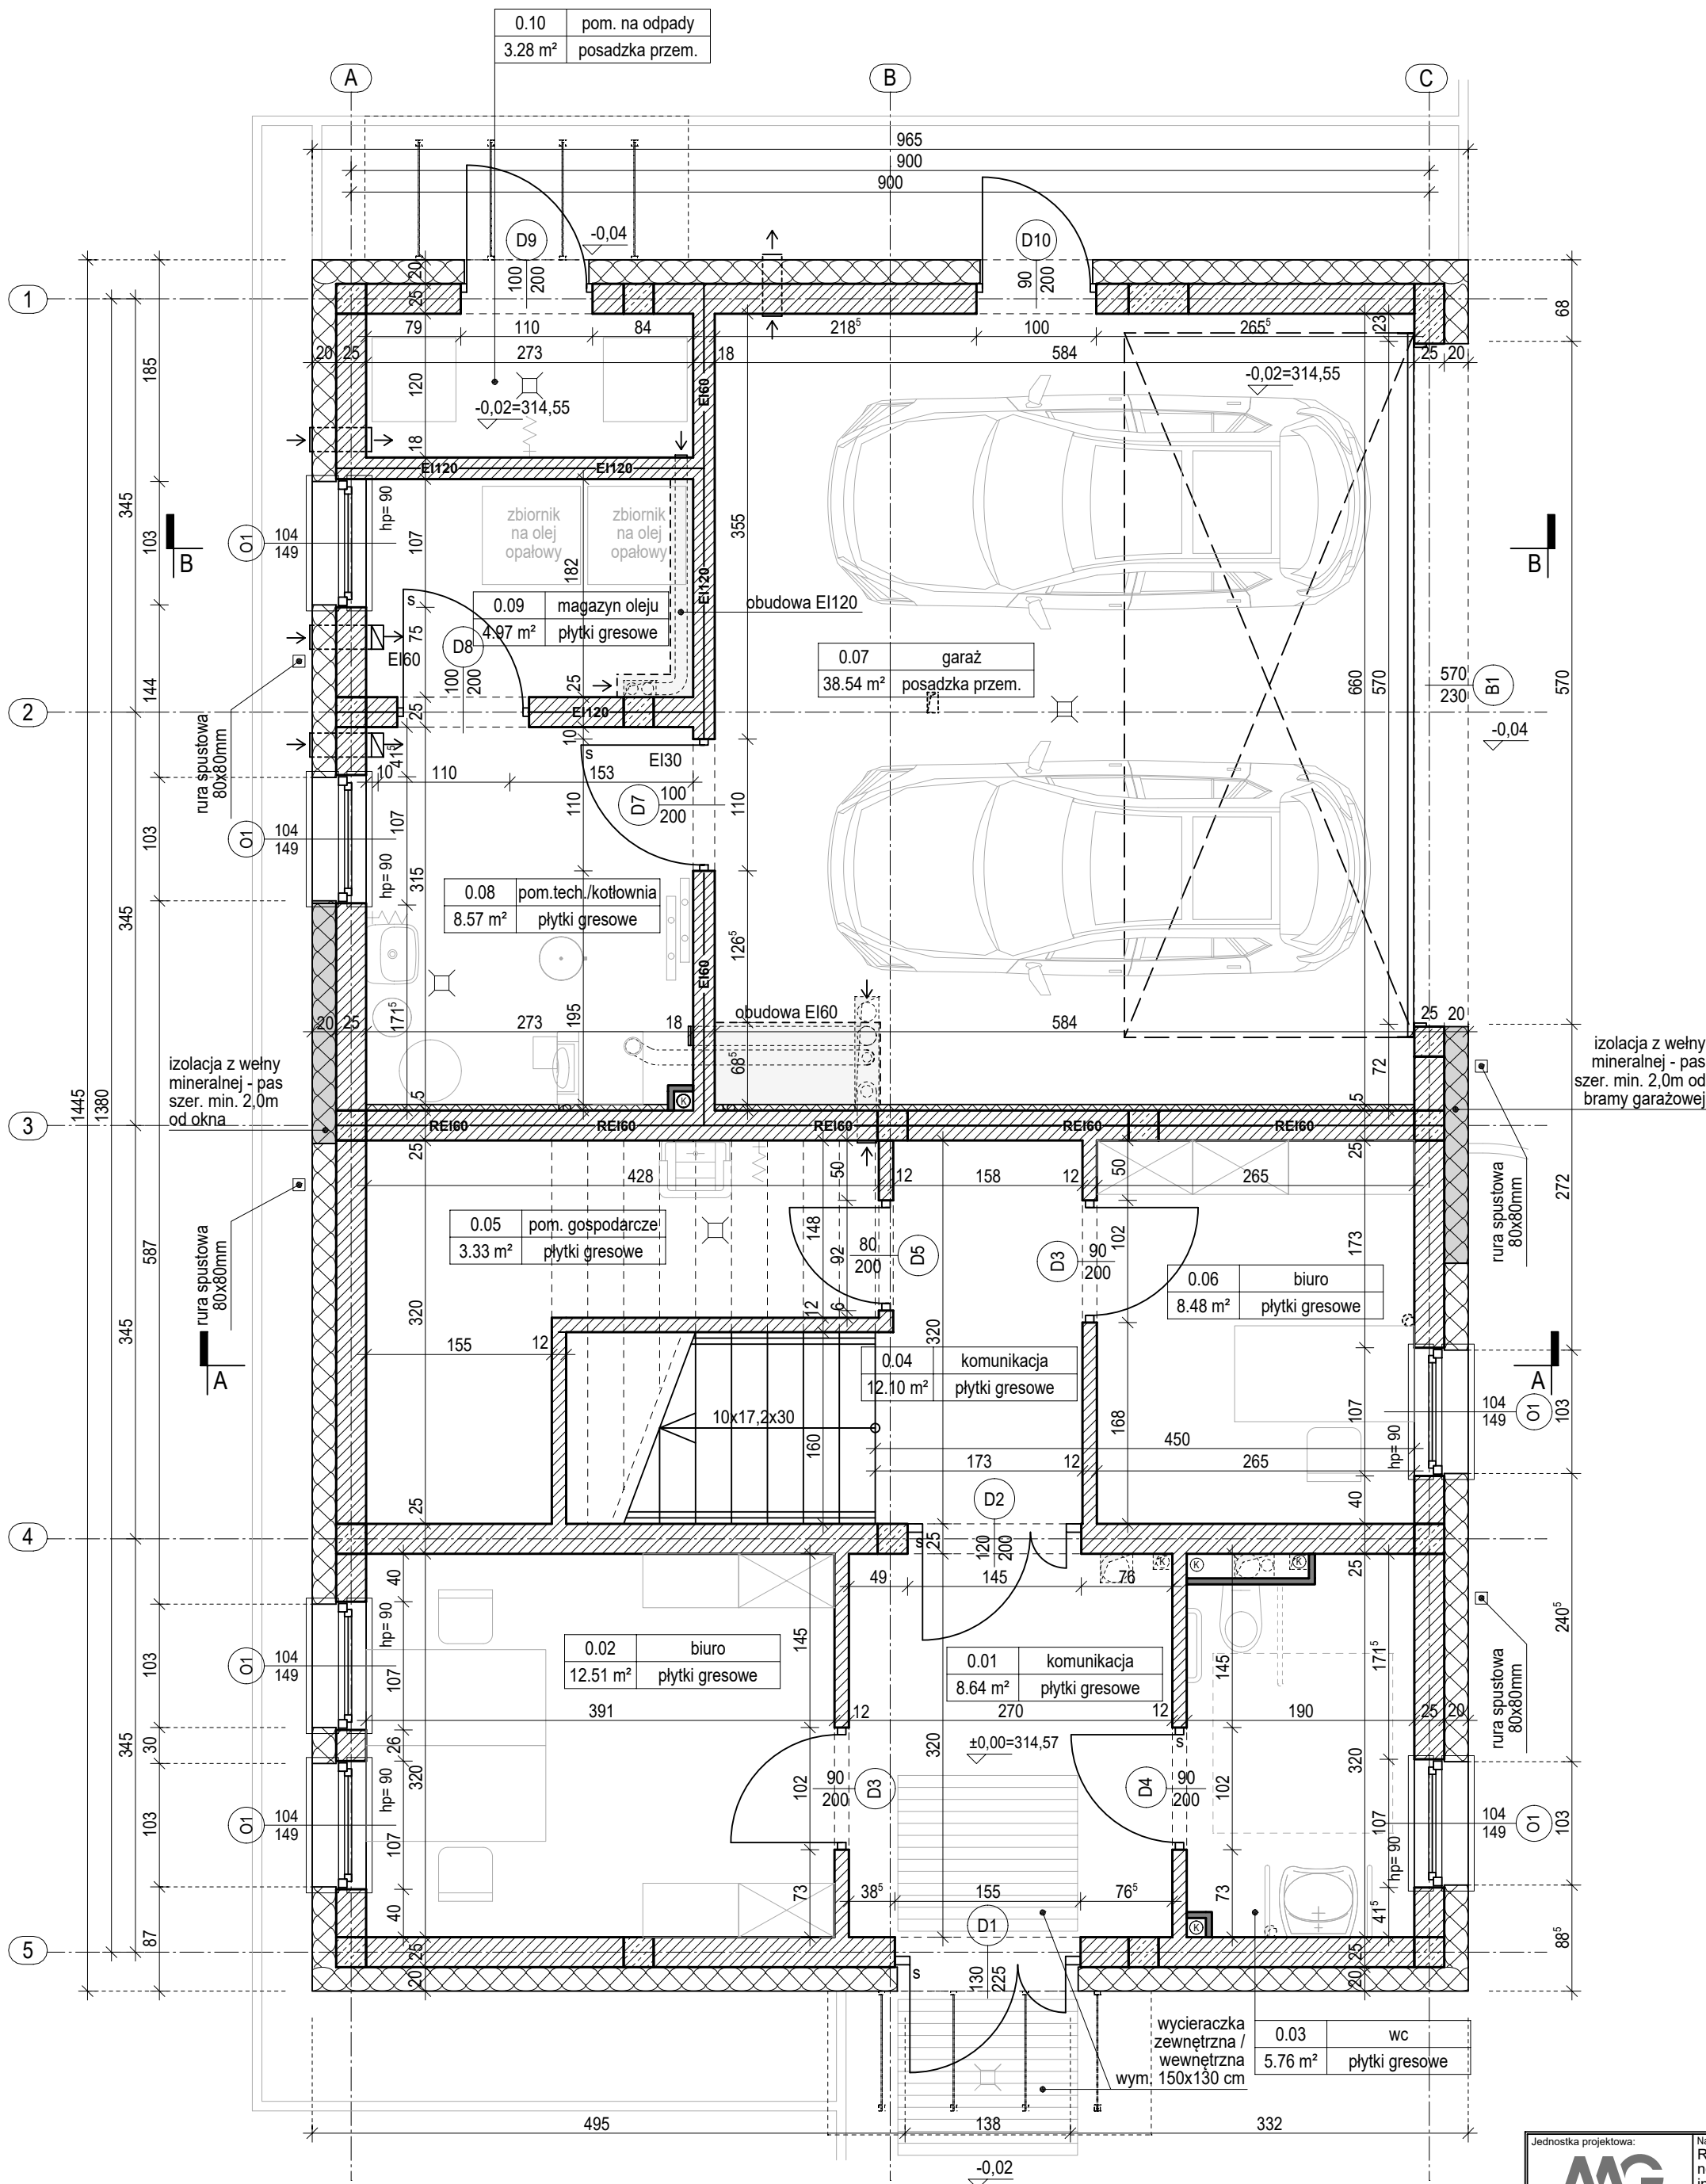 0.10 pom. na odpady
3.28 m² posadzka przem.
A B C
965
900
900
D9 -0,04 D10
100
200
90
200
1
20
25
79 110 84 218⁵ 100 265⁵ 23
20 25 273 18 584 25 20
68
185
120
EI60
-0,02=314,55
-0,02=314,55
18
EI120 EI120
345
hp= 90
zbiornik
na olej
opałowy
zbiornik
na olej
opałowy
355
O1 104
149
103
107
182
B B
EI120
0.09 magazyn oleju
4.97 m² płytki gresowe
obudowa EI120
s
75
D8
EI60
100
200
0.07 garaż
38.54 m² posadzka przem.
660
570
570
230
B1
570
-0,04
144
25
2
25
EI120
rura spustowa
80x80mm
10
41⁵
s
EI30
10 110 153
D7 100
200
110
110
O1 104
149
103
107
hp= 90
315
0.08 pom.tech./kotłownia
8.57 m² płytki gresowe
345
126⁵
EI60
171⁵
195
20 25 273 18
obudowa EI60
584
25 20
68⁵
72
izolacja z wełny
mineralnej - pas
szer. min. 2,0m
od okna
izolacja z wełny
mineralnej - pas
szer. min. 2,0m od
bramy garażowej
1445
1380
5
K
5
5
3
REI60 REI60 REI60 REI60 REI60
25
25
428
50
12 158 12
50
265
272
rura spustowa
80x80mm
rura spustowa
80x80mm
0.05 pom. gospodarcze
3.33 m² płytki gresowe
148
92
80
200
D5
D3 90
200
102
173
587
0.06 biuro
8.48 m² płytki gresowe
12
6
320
320
345
155 12
0.04 komunikacja
12.10 m² płytki gresowe
A A
10x17,2x30
160
168
107
104
149
O1
103
hp= 90
450
173 12 265
40
D2
25
4
s
25
120
200
25
K K K
40
49 145 76
hp= 90
145
0.02 biuro
12.51 m² płytki gresowe
0.01 komunikacja
8.64 m² płytki gresowe
145
171⁵
240⁵
O1 104
149
103
107
rura spustowa
80x80mm
391 12 270 12 190 25 20
±0,00=314,57
s
345
30
26
320
320
320
hp= 90
102
90
200
D3
D4 90
200
102
107
104
149
O1
103
hp= 90
O1 104
149
103
107
73
38⁵ 155 76⁵
73
41⁵
40
D1
K
87
88⁵
5
25
20
s
130
225
25
20
wycieraczka
zewnętrzna /
wewnętrzna
wym. 150x130 cm
0.03 wc
5.76 m² płytki gresowe
495 138 332
-0,02
Jednostka projektowa: